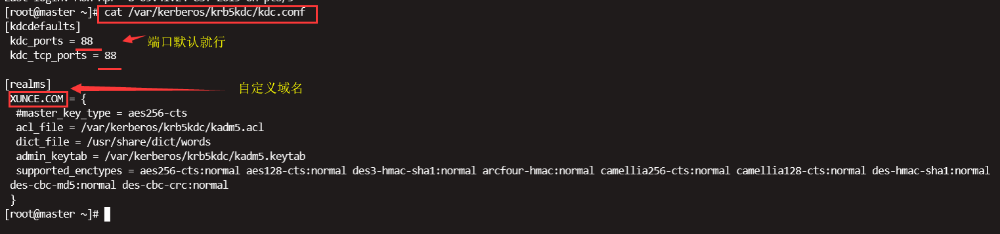 [root@master ~]# cat /var/kerberos/krb5kdc/kdc.conf
[kdcdefaults]
kdc_ports = 88
端口默认就行
kdc_tcp_ports = 88
[realms]
自定义域名
XUNCE.COM = {
#master_key_type = aes256-cts
acl_file = /var/kerberos/krb5kdc/kadm5.acl
dict_file = /usr/share/dict/words
admin_keytab = /var/kerberos/krb5kdc/kadm5.keytab
supported_enctypes = aes256-cts:normal aes128-cts:normal des3-hmac-sha1:normal arcfour-hmac:normal camellia256-cts:normal camellia128-cts:normal des-hmac-sha1:normal
des-cbc-md5:normal des-cbc-crc:normal
}
[root@master ~]#